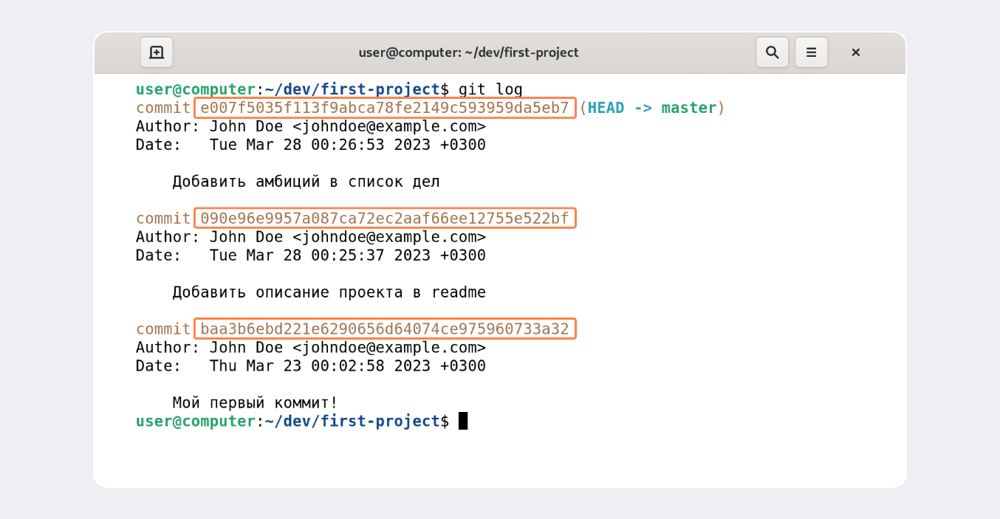 user@computer: ~/dev/first-project
user@computer:~/dev/first-project$ git log
commit e007f5035f113f9abca78fe2149c593959da5eb7 (HEAD -> master)
Author: John Doe <johndoe@example.com>
Date:   Tue Mar 28 00:26:53 2023 +0300
Добавить амбиций в список дел
commit 090e96e9957a087ca72ec2aaf66ee12755e522bf
Author: John Doe <johndoe@example.com>
Date:   Tue Mar 28 00:25:37 2023 +0300
Добавить описание проекта в readme
commit baa3b6ebd221e6290656d64074ce975960733a32
Author: John Doe <johndoe@example.com>
Date:   Thu Mar 23 00:02:58 2023 +0300
Мой первый коммит!
user@computer:~/dev/first-project$